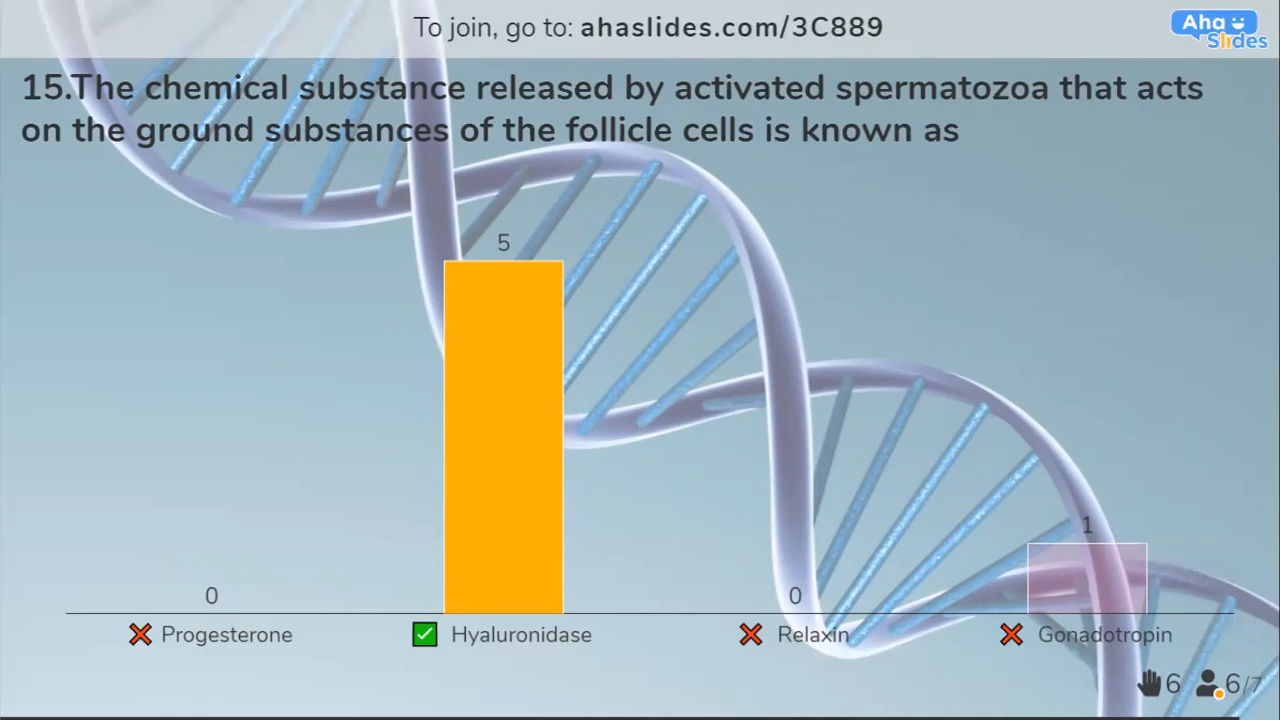 To join, go to: ahaslides.com/3C889
Aha
Slides
15.The chemical substance released by activated spermatozoa that acts
on the ground substances of the follicle cells is known as
5
1
0
0
Progesterone
Hyaluronidase
Relaxin
Gonadotropin
6
6/7